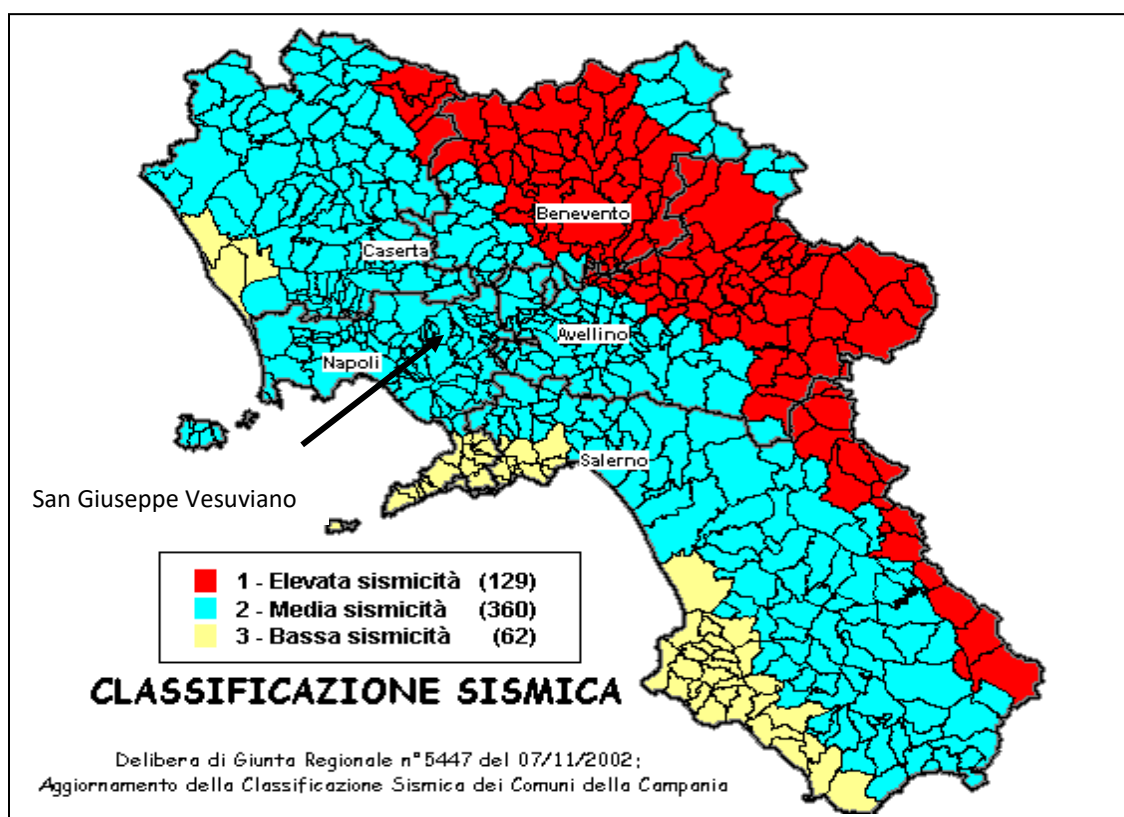 Benevento
Caserta
Avellino
Napoli
Salerno
San Giuseppe Vesuviano
1 - Elevata sismicità (129)
2 - Media sismicità (360)
3 - Bassa sismicità (62)
CLASSIFICAZIONE SISMICA
Delibera di Giunta Regionale n°5447 del 07/11/2002;
Aggiornamento della Classificazione Sismica dei Comuni della Campania